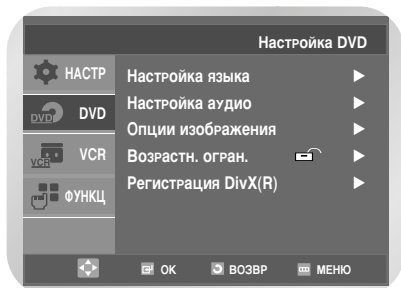 Настройка DVD
НАСТР
DVD
DVD
VCR
VCR
ФУНКЦ
Настройка языка
Настройка аудио
Опции изображения
Возрастн. огран.
Регистрация DivX(R)
ОК
ВОЗВР
МЕНЮ